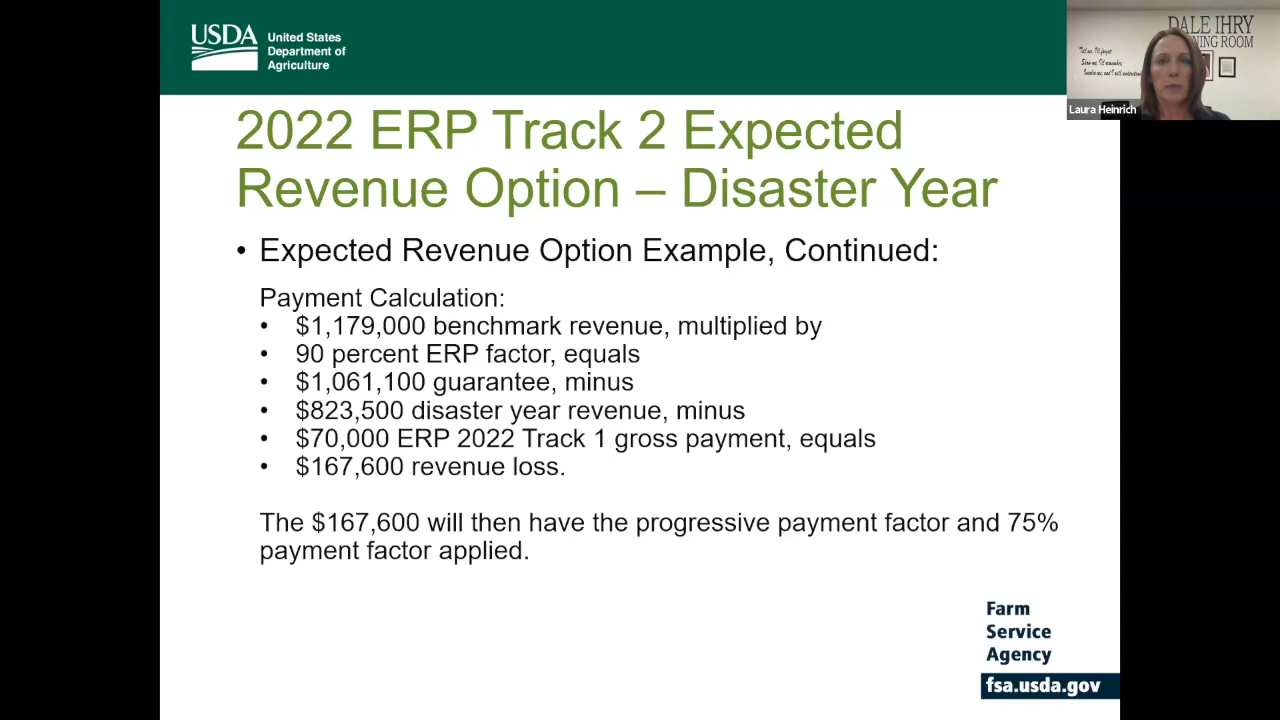 USDA
United States
Department of
Agriculture
DALE IHRY
NING ROOM
Laura Heinrich
2022 ERP Track 2 Expected
Revenue Option – Disaster Year
• Expected Revenue Option Example, Continued:
Payment Calculation:
• $1,179,000 benchmark revenue, multiplied by
• 90 percent ERP factor, equals
• $1,061,100 guarantee, minus
• $823,500 disaster year revenue, minus
• $70,000 ERP 2022 Track 1 gross payment, equals
• $167,600 revenue loss.
The $167,600 will then have the progressive payment factor and 75%
payment factor applied.
Farm
Service
Agency
fsa.usda.gov